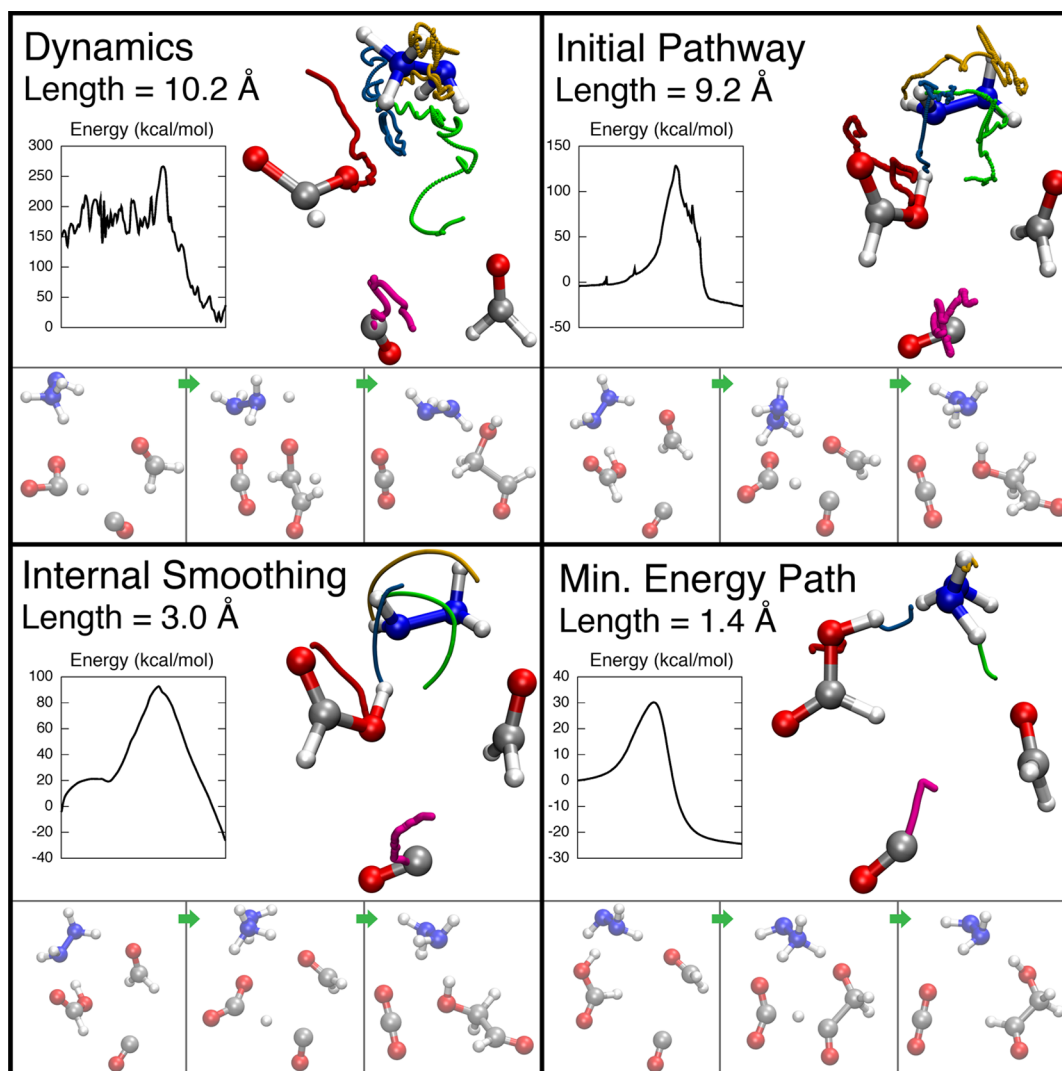 Dynamics
Length = 10.2 Å
Energy (kcal/mol)
300
250
200
150
100
50
0
Initial Pathway
Length = 9.2 Å
Energy (kcal/mol)
150
100
50
0
-50
Internal Smoothing
Length = 3.0 Å
Energy (kcal/mol)
100
80
60
40
20
0
-20
-40
Min. Energy Path
Length = 1.4 Å
Energy (kcal/mol)
40
30
20
10
0
-10
-20
-30